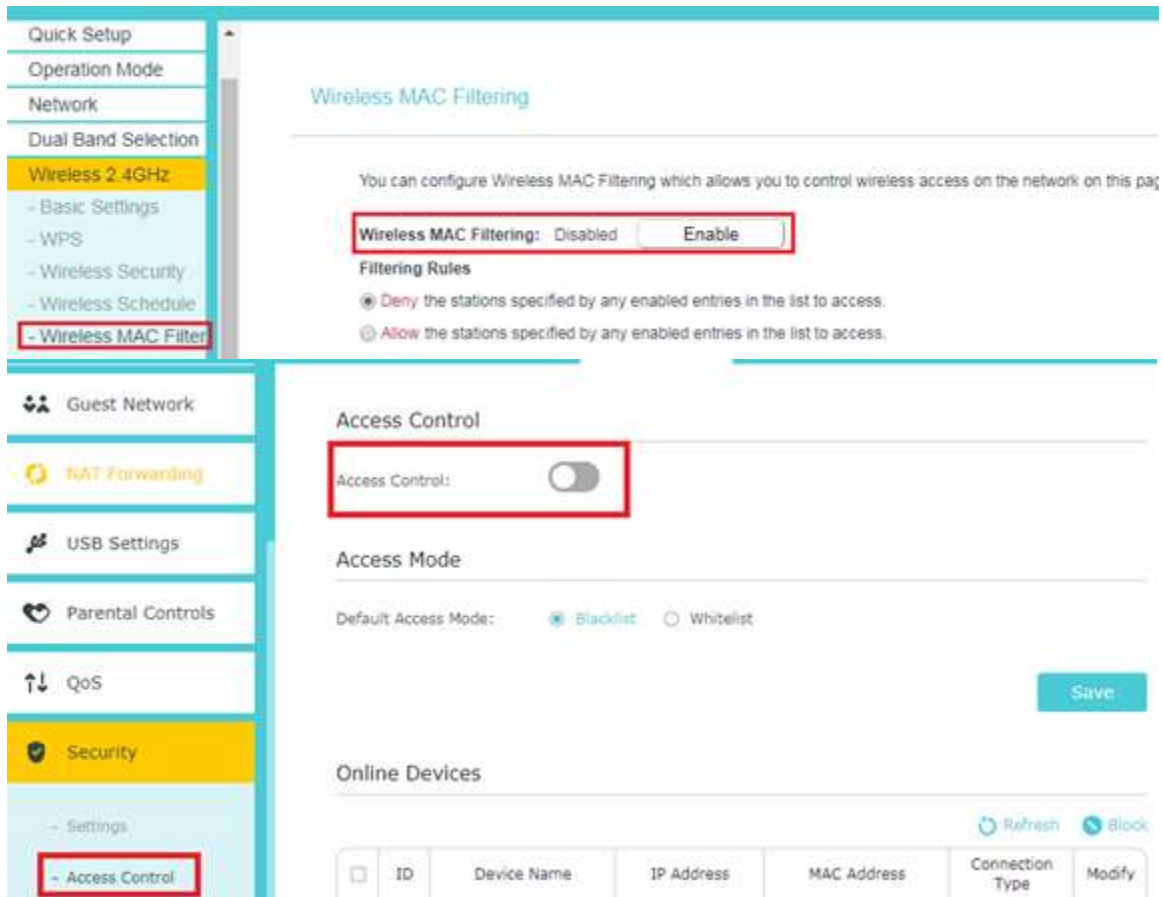 Quick Setup
Operation Mode
Network
Dual Band Selection
Wireless 2.4GHz
- Basic Settings
- WPS
- Wireless Security
- Wireless Schedule
- Wireless MAC Filter
Wireless MAC Filtering
You can configure Wireless MAC Filtering which allows you to control wireless access on the network on this pag
Wireless MAC Filtering: Disabled Enable
Filtering Rules
Deny the stations specified by any enabled entries in the list to access.
Allow the stations specified by any enabled entries in the list to access.
Guest Network
NAT Forwarding
USB Settings
Parental Controls
QoS
Security
- Settings
- Access Control
Access Control
Access Control:
Access Mode
Default Access Mode: Blacklist Whitelist
Save
Online Devices
Refresh Block
ID Device Name IP Address MAC Address Connection Type Modify